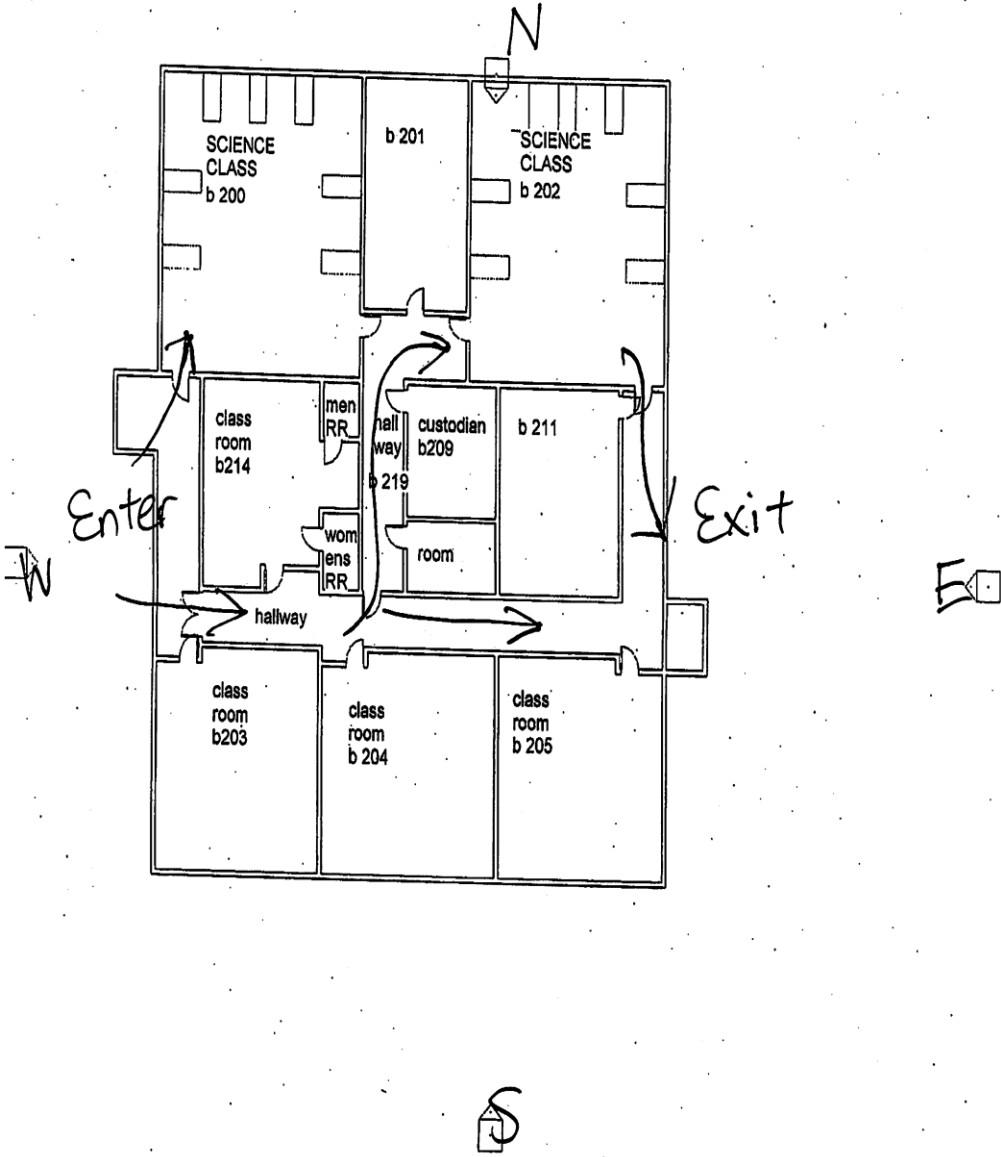 N
SCIENCE
CLASS
b 200
b 201
SCIENCE
CLASS
b 202
class
room
b214
men
RR
hall
way
b 219
custodian
b209
b 211
Enter
Exit
wom
ens
RR
room
W
E
hallway
class
room
b203
class
room
b 204
class
room
b 205
S